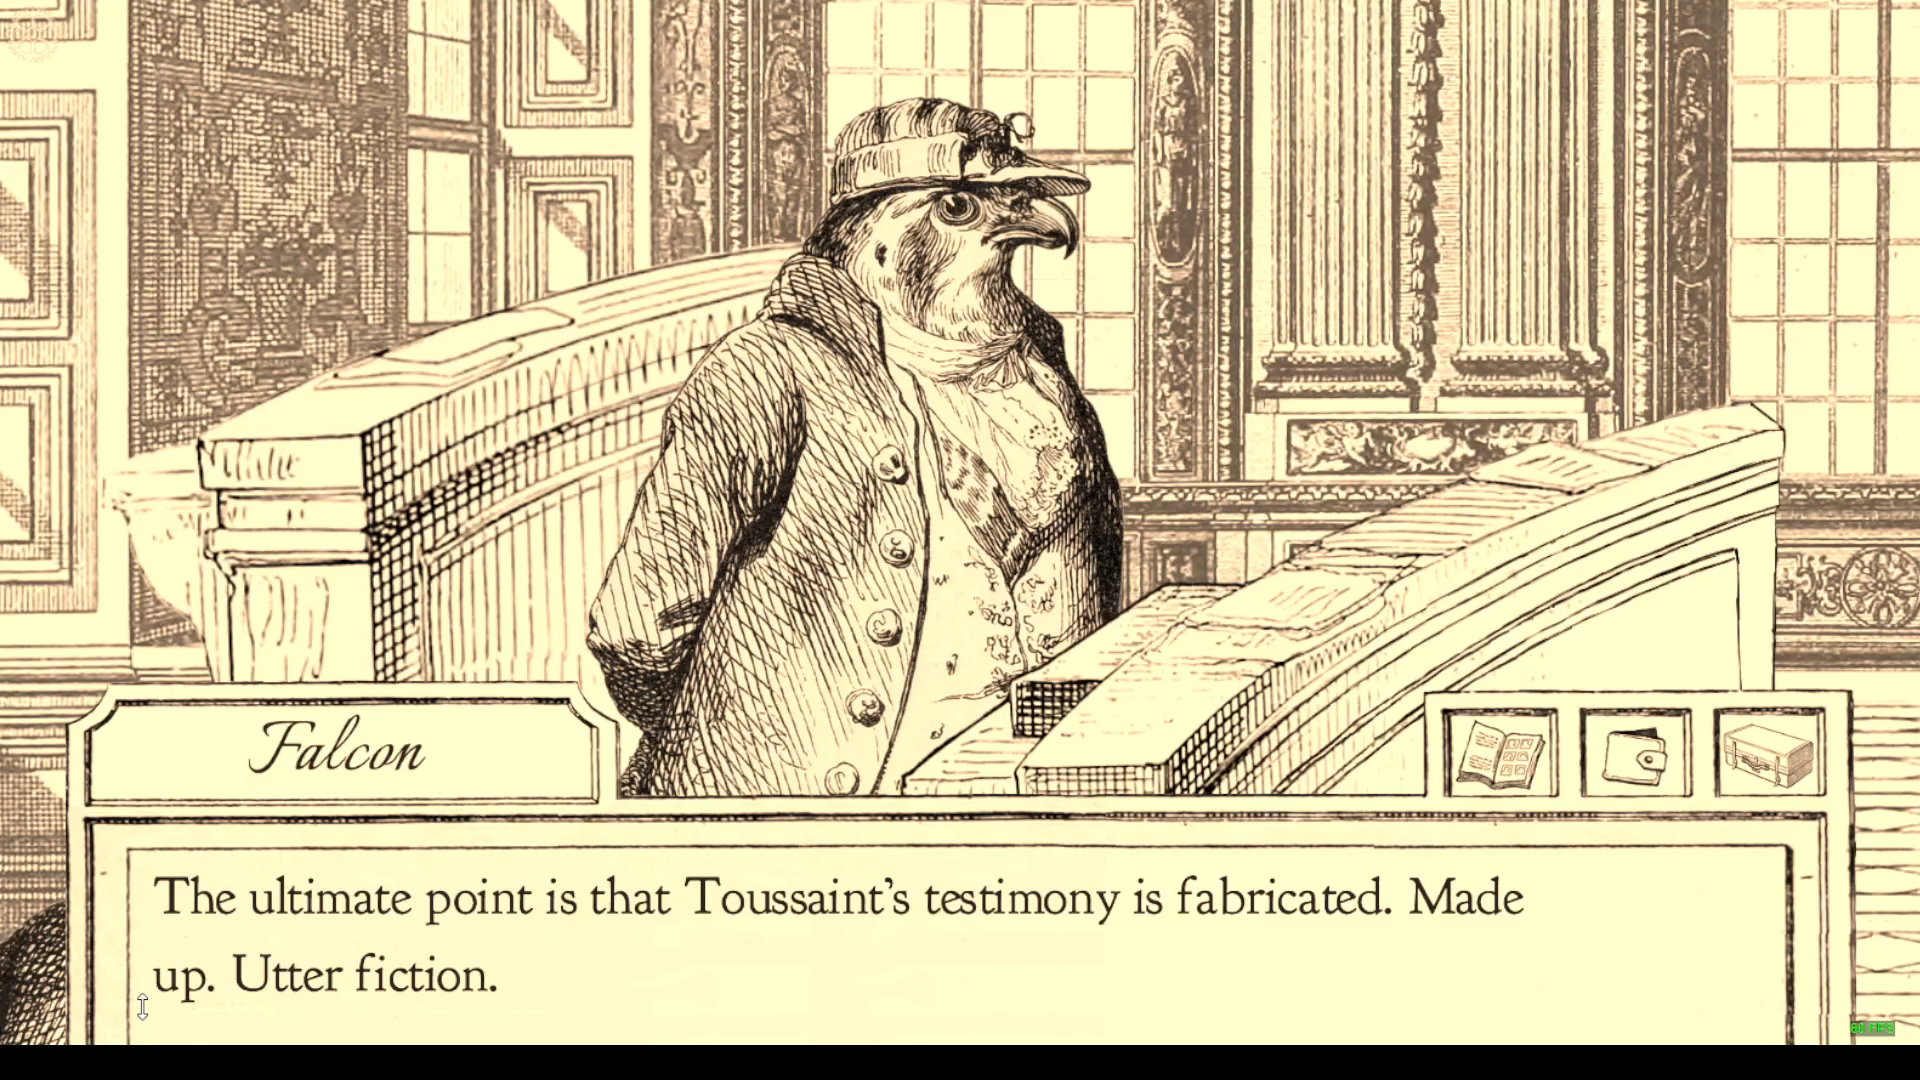 Falcon
The ultimate point is that Toussaint's testimony is fabricated. Made
up. Utter fiction.